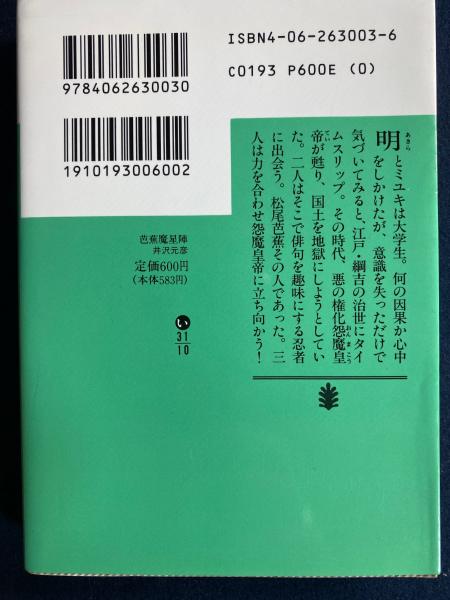 ISBN4-06-263003-6
C0193 P600E (0)
9784062630030
1910193006002
芭蕉魔星陣
井沢元彦
定価600円
(本体583円)
い
31
10
明とミユキは大学生。何の因果か心中
をしかけたが、意識を失っただけで
気づいてみると、江戸・綱吉の治世にタイ
ムスリップ。その時代、悪の権化怨魔皇
帝が甦り、国土を地獄にしようとしてい
た。二人はそこで俳句を趣味にする忍者
に出会う。松尾芭蕉その人であった。三
人は力を合わせ怨魔皇帝に立ち向かう!